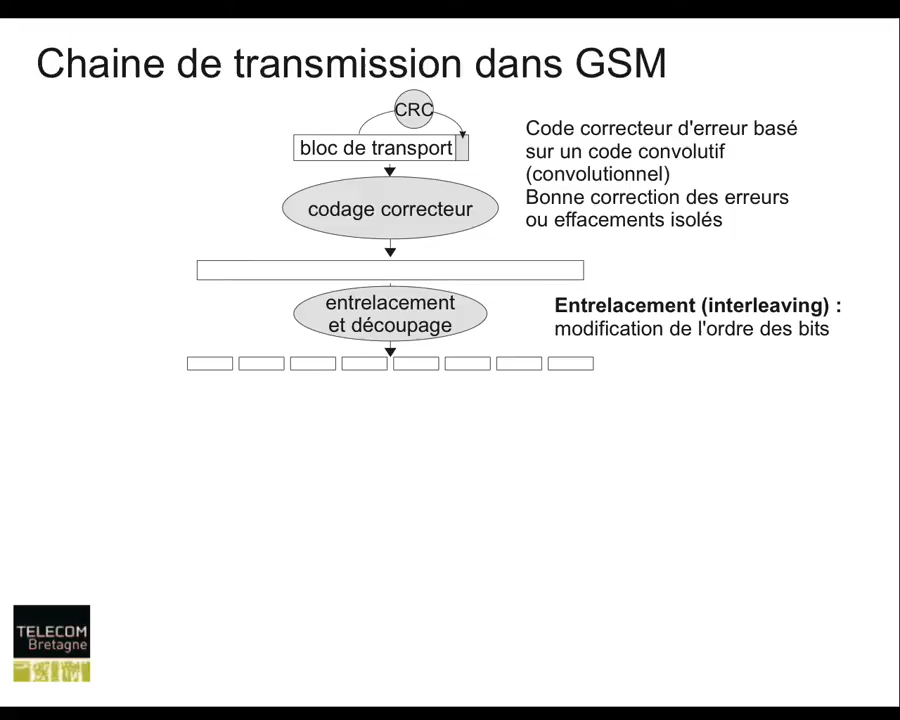 Chaine de transmission dans GSM
CRC
bloc de transport
codage correcteur
Code correcteur d'erreur basé
sur un code convolutif
(convolutionnel)
Bonne correction des erreurs
ou effacements isolés
entrelacement
et découpage
Entrelacement (interleaving) :
modification de l'ordre des bits
TELECOM
Bretagne